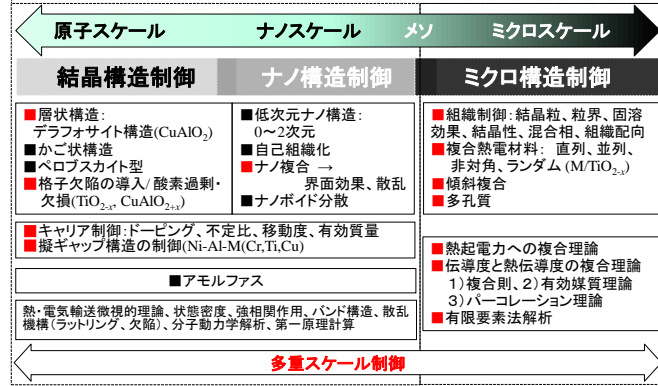 原子スケール
ナノスケール
メソ
ミクロスケール
結晶構造制御
ナノ構造制御
ミクロ構造制御
■層状構造:
デラフォサイト構造(CuAlO2)
■かご状構造
■ペロブスカイト型
■格子欠陥の導入/酸素過剰・
欠損(TiO2-x, CuAlO2+x)
■低次元ナノ構造:
0～2次元
■自己組織化
■ナノ複合 →
界面効果、散乱
■ナノボイド分散
■組織制御:結晶粒、粒界、固溶
効果、結晶性、混合相、組織配向
■複合熱電材料: 直列、並列、
非対角、ランダム (M/TiO2-x)
■傾斜複合
■多孔質
■キャリア制御:ドーピング、不定比、移動度、有効質量
■擬ギャップ構造の制御(Ni-Al-M(Cr,Ti,Cu)
■アモルファス
熱・電気輸送微視的理論、状態密度、強相関作用、バンド構造、散乱
機構(ラットリング、欠陥)、分子動力学解析、第一原理計算
■熱起電力への複合理論
■伝導度と熱伝導度の複合理論
1)複合則、2)有効媒質理論
3)パーコレーション理論
■有限要素法解析
多重スケール制御